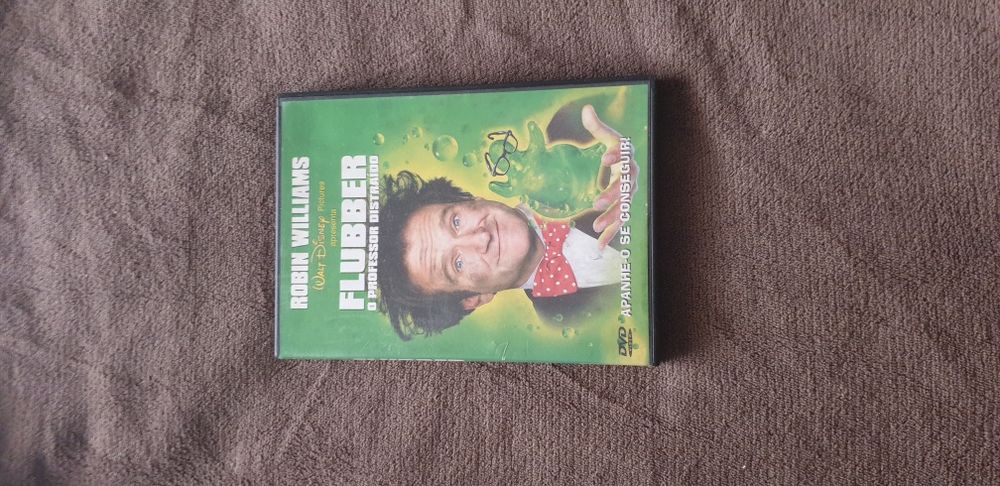 ROBIN WILLIAMS
WALT DISNEY Pictures
apresenta
FLUBBER
O PROFESSOR DISTRAÍDO
APANHE-O SE CONSEGUIR!
DVD